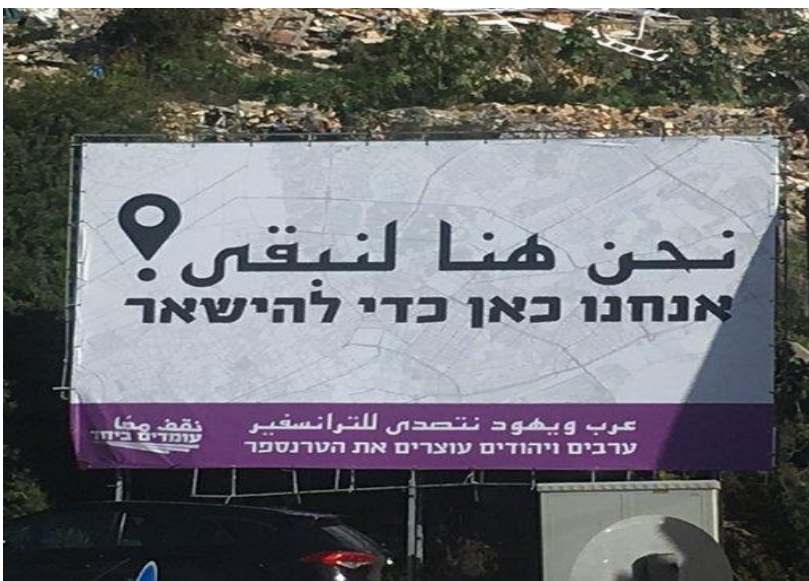 نحن هنا لنبقى!
אנחנו כאן כדי להישאר
عرب ويهود نتصدى للترانسفير
ערבים ויהודים עוצרים את הטרנספר
نقف معًا
עומדים ביחד